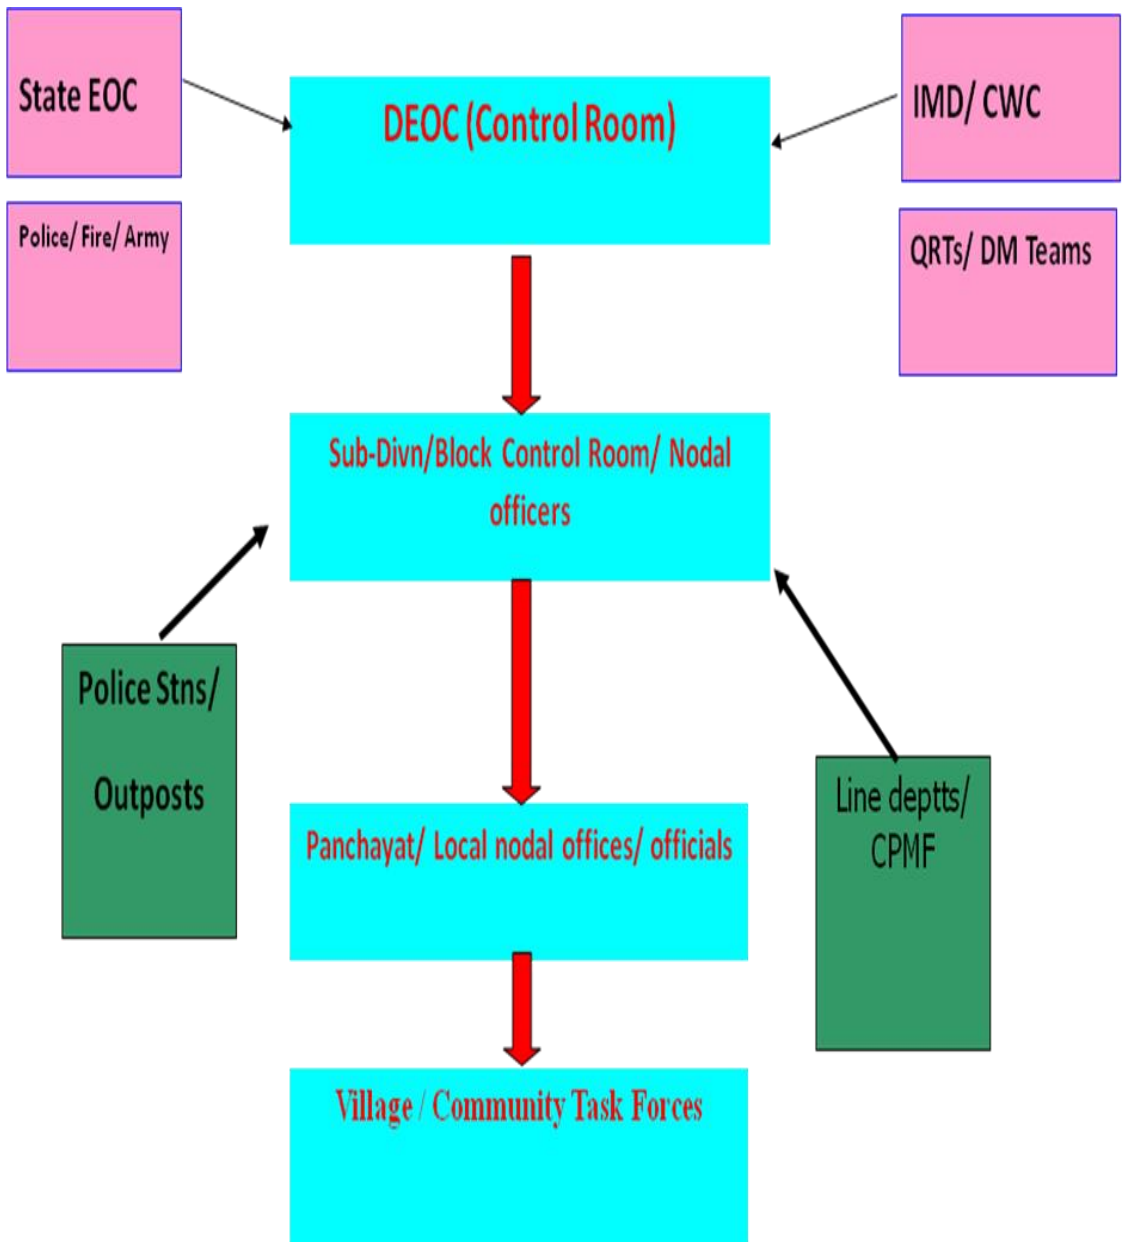 State EOC
DEOC (Control Room)
IMD/ CWC
Police/ Fire/ Army
QRTs/ DM Teams
Sub-Divn/Block Control Room/ Nodal
officers
Police Stns/
Outposts
Line deptts/
CPMF
Panchayat/ Local nodal offices/ officials
Village / Community Task Forces